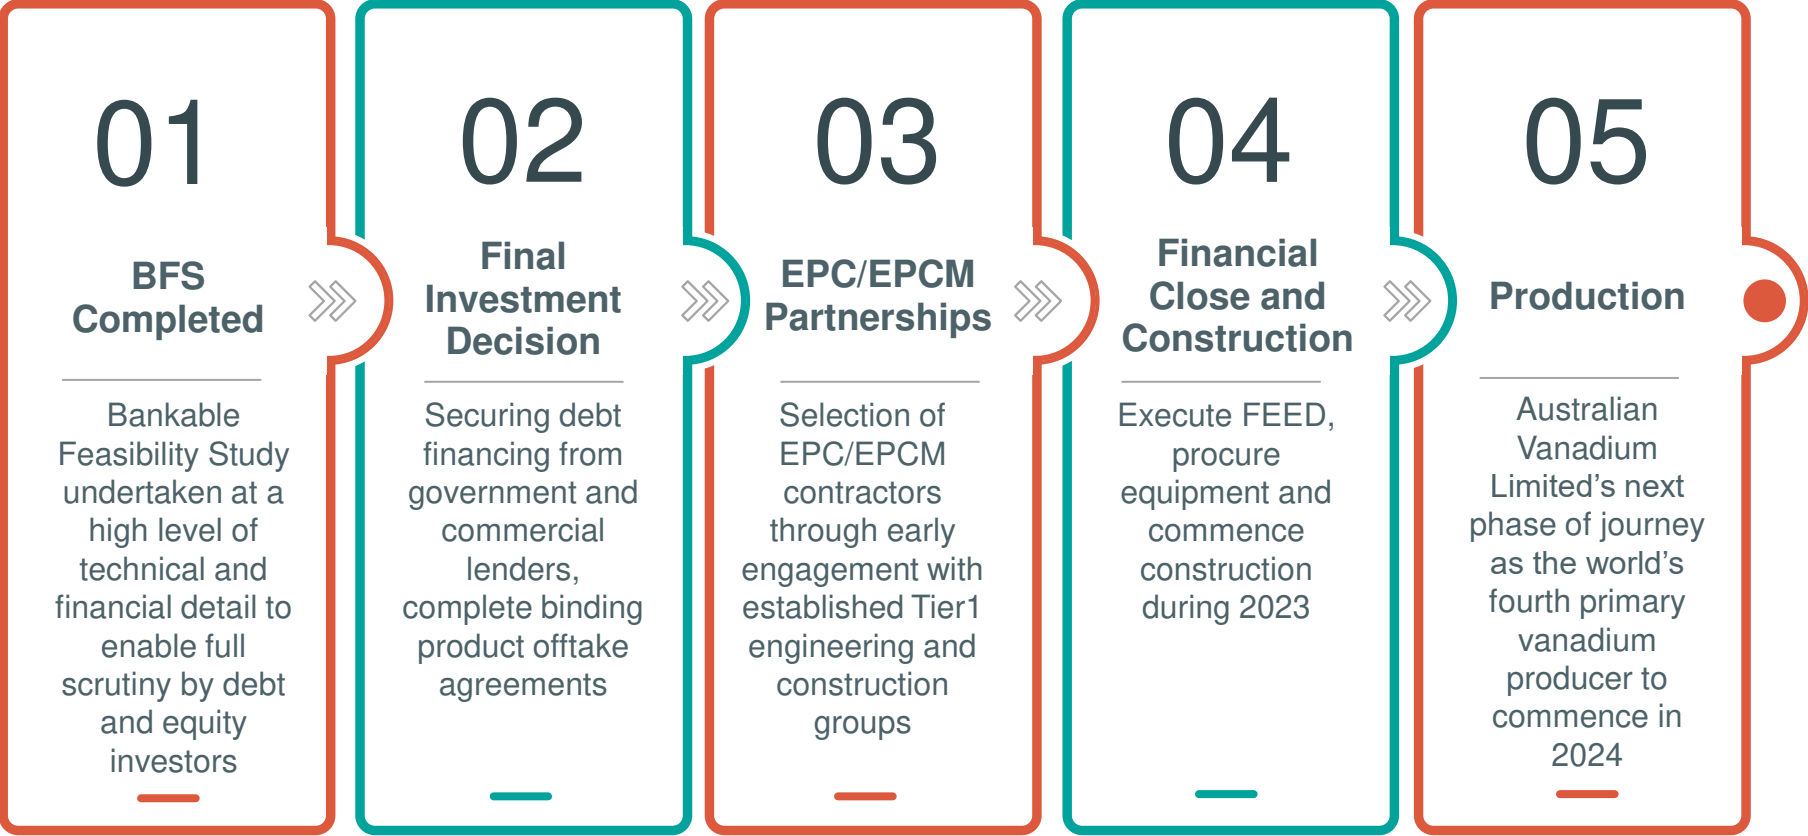 01
BFS
Completed
Bankable
Feasibility Study
undertaken at a
high level of
technical and
financial detail to
enable full
scrutiny by debt
and equity
investors
02
Final
Investment
Decision
Securing debt
financing from
government and
commercial
lenders,
complete binding
product offtake
agreements
03
EPC/EPCM
Partnerships
Selection of
EPC/EPCM
contractors
through early
engagement with
established Tier1
engineering and
construction
groups
04
Financial
Close and
Construction
Execute FEED,
procure
equipment and
commence
construction
during 2023
05
Production
Australian
Vanadium
Limited’s next
phase of journey
as the world’s
fourth primary
vanadium
producer to
commence in
2024